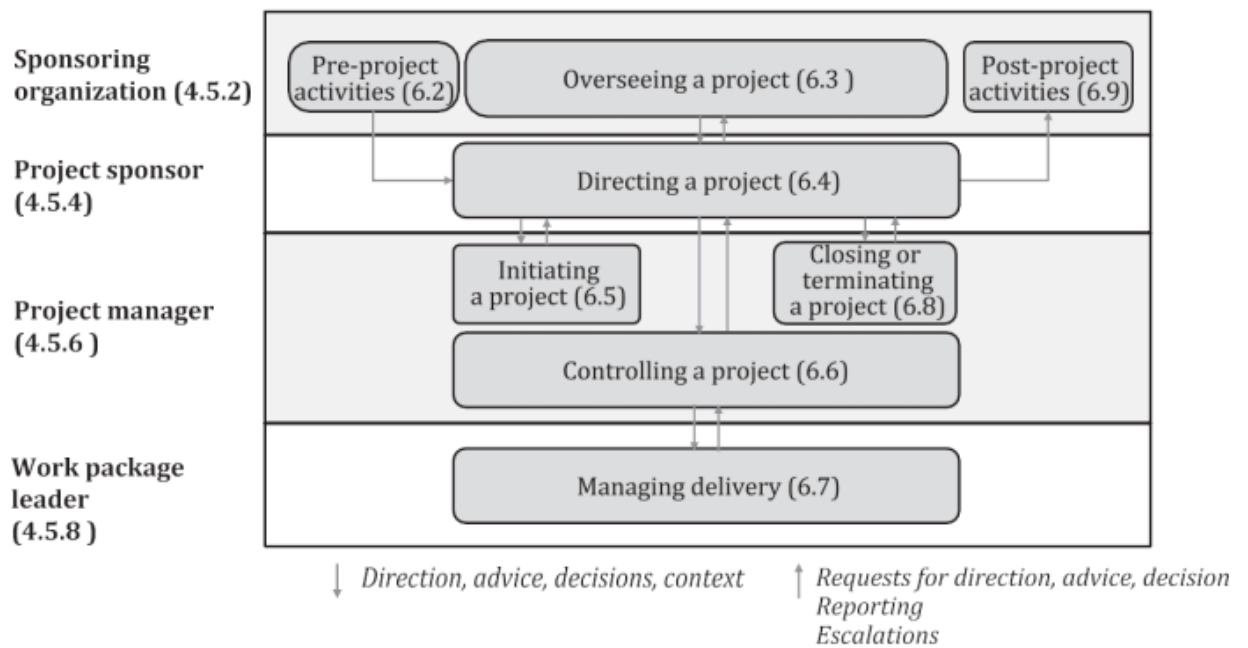 Sponsoring
organization (4.5.2)
Pre-project
activities (6.2)
Overseeing a project (6.3 )
Post-project
activities (6.9)
Project sponsor
(4.5.4)
Directing a project (6.4)
Project manager
(4.5.6 )
Initiating
a project (6.5)
Closing or
terminating
a project (6.8)
Controlling a project (6.6)
Work package
leader
(4.5.8 )
Managing delivery (6.7)
Direction, advice, decisions, context
Requests for direction, advice, decision
Reporting
Escalations